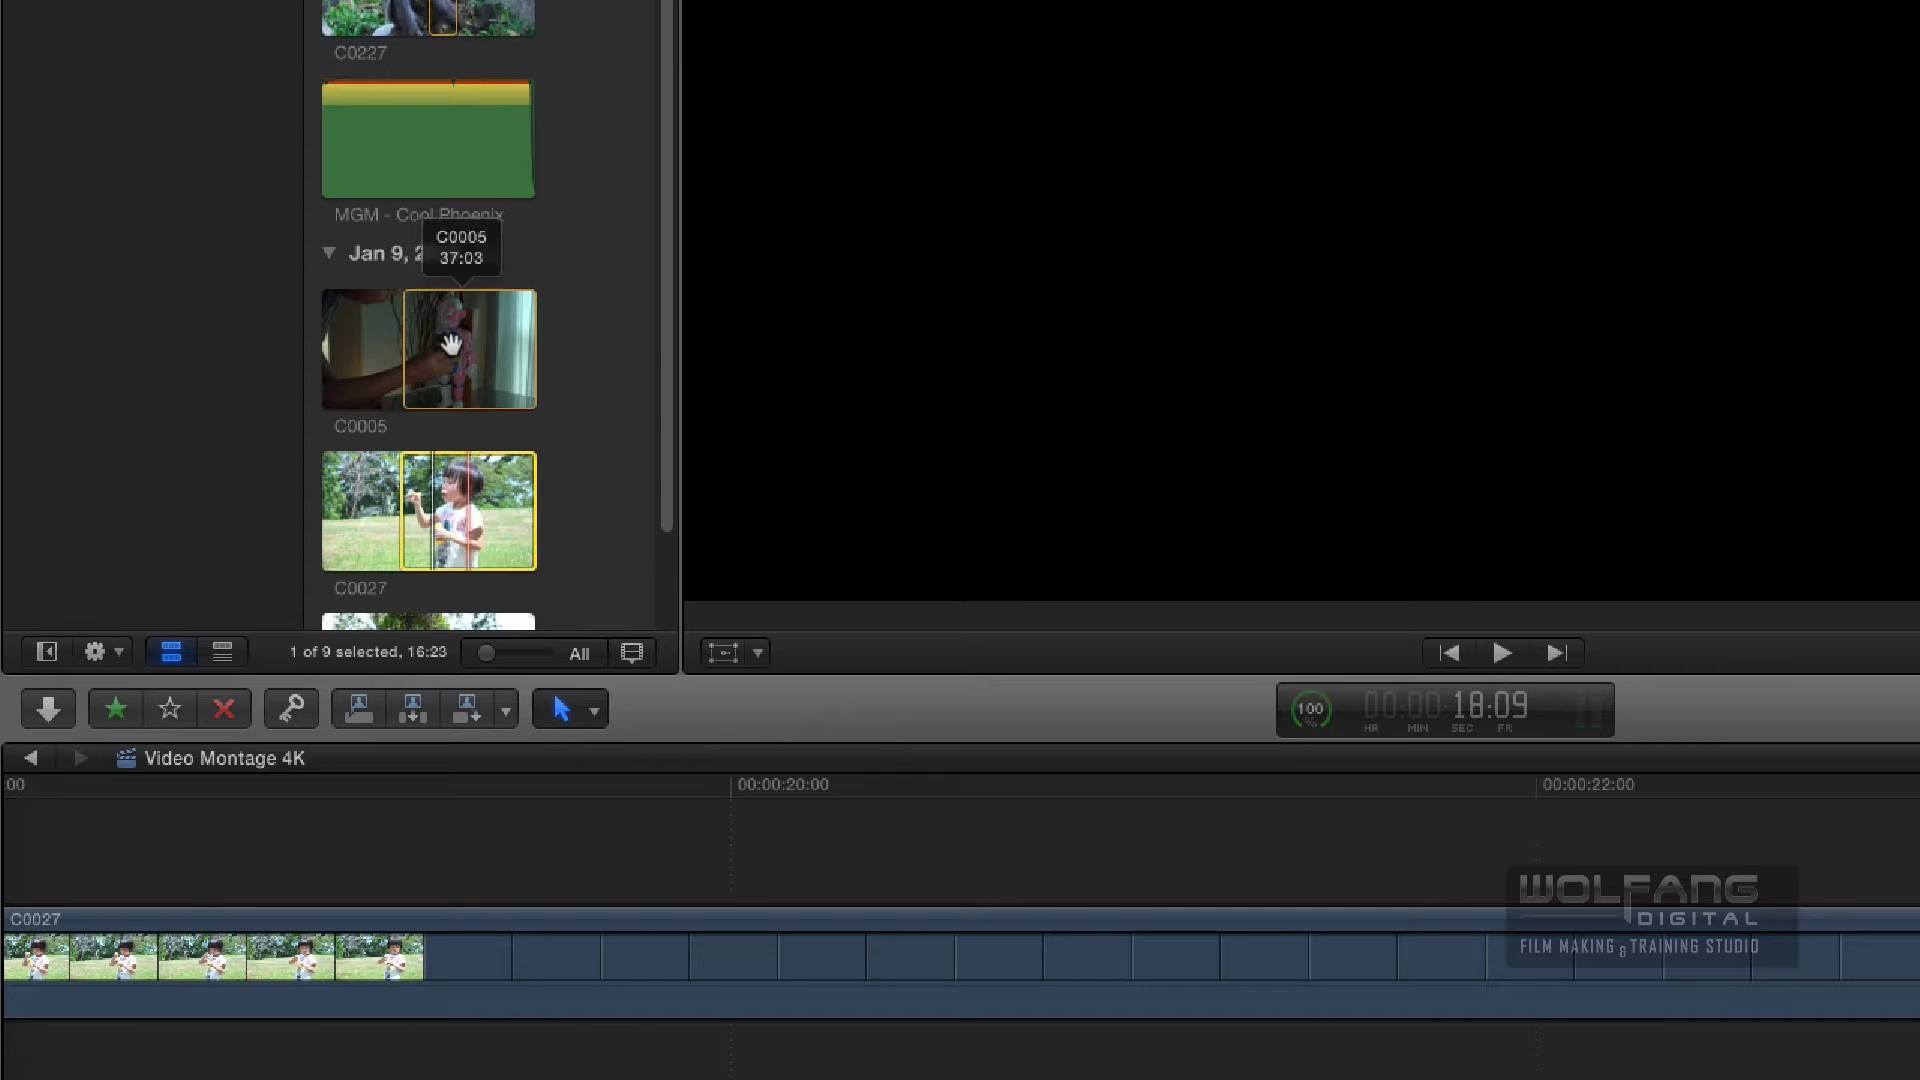 C0227
MGM - Cool Phoenix
C0005
37:03
Jan 9, 2
C0005
C0027
1 of 9 selected, 16:23
All
100
%
00:00:18:09
HR MIN SEC FR
Video Montage 4K
:00
00:00:20:00
00:00:22:00
C0027
WOLFANG
DIGITAL
FILM MAKING & TRAINING STUDIO